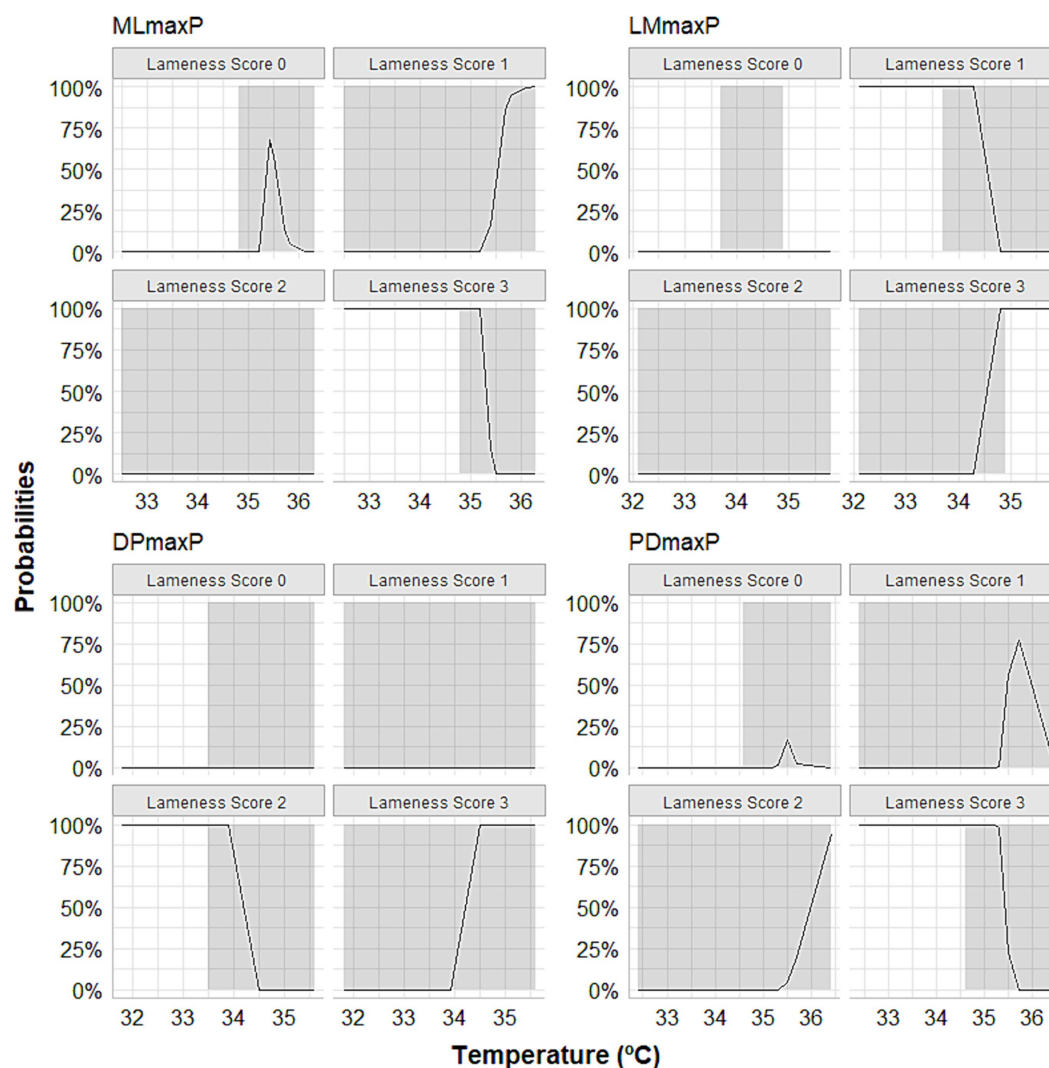 MLmaxP
LMmaxP
Lameness Score 0
Lameness Score 1
Lameness Score 0
Lameness Score 1
100%
75%
50%
25%
0%
100%
75%
50%
25%
0%
Lameness Score 2
Lameness Score 3
Lameness Score 2
Lameness Score 3
100%
75%
50%
25%
0%
100%
75%
50%
25%
0%
33 34 35 36
33 34 35 36
32 33 34 35
32 33 34 35
Probabilities
DPmaxP
PDmaxP
Lameness Score 0
Lameness Score 1
Lameness Score 0
Lameness Score 1
100%
75%
50%
25%
0%
100%
75%
50%
25%
0%
Lameness Score 2
Lameness Score 3
Lameness Score 2
Lameness Score 3
100%
75%
50%
25%
0%
100%
75%
50%
25%
0%
32 33 34 35
32 33 34 35
33 34 35 36
33 34 35 36
Temperature (ºC)